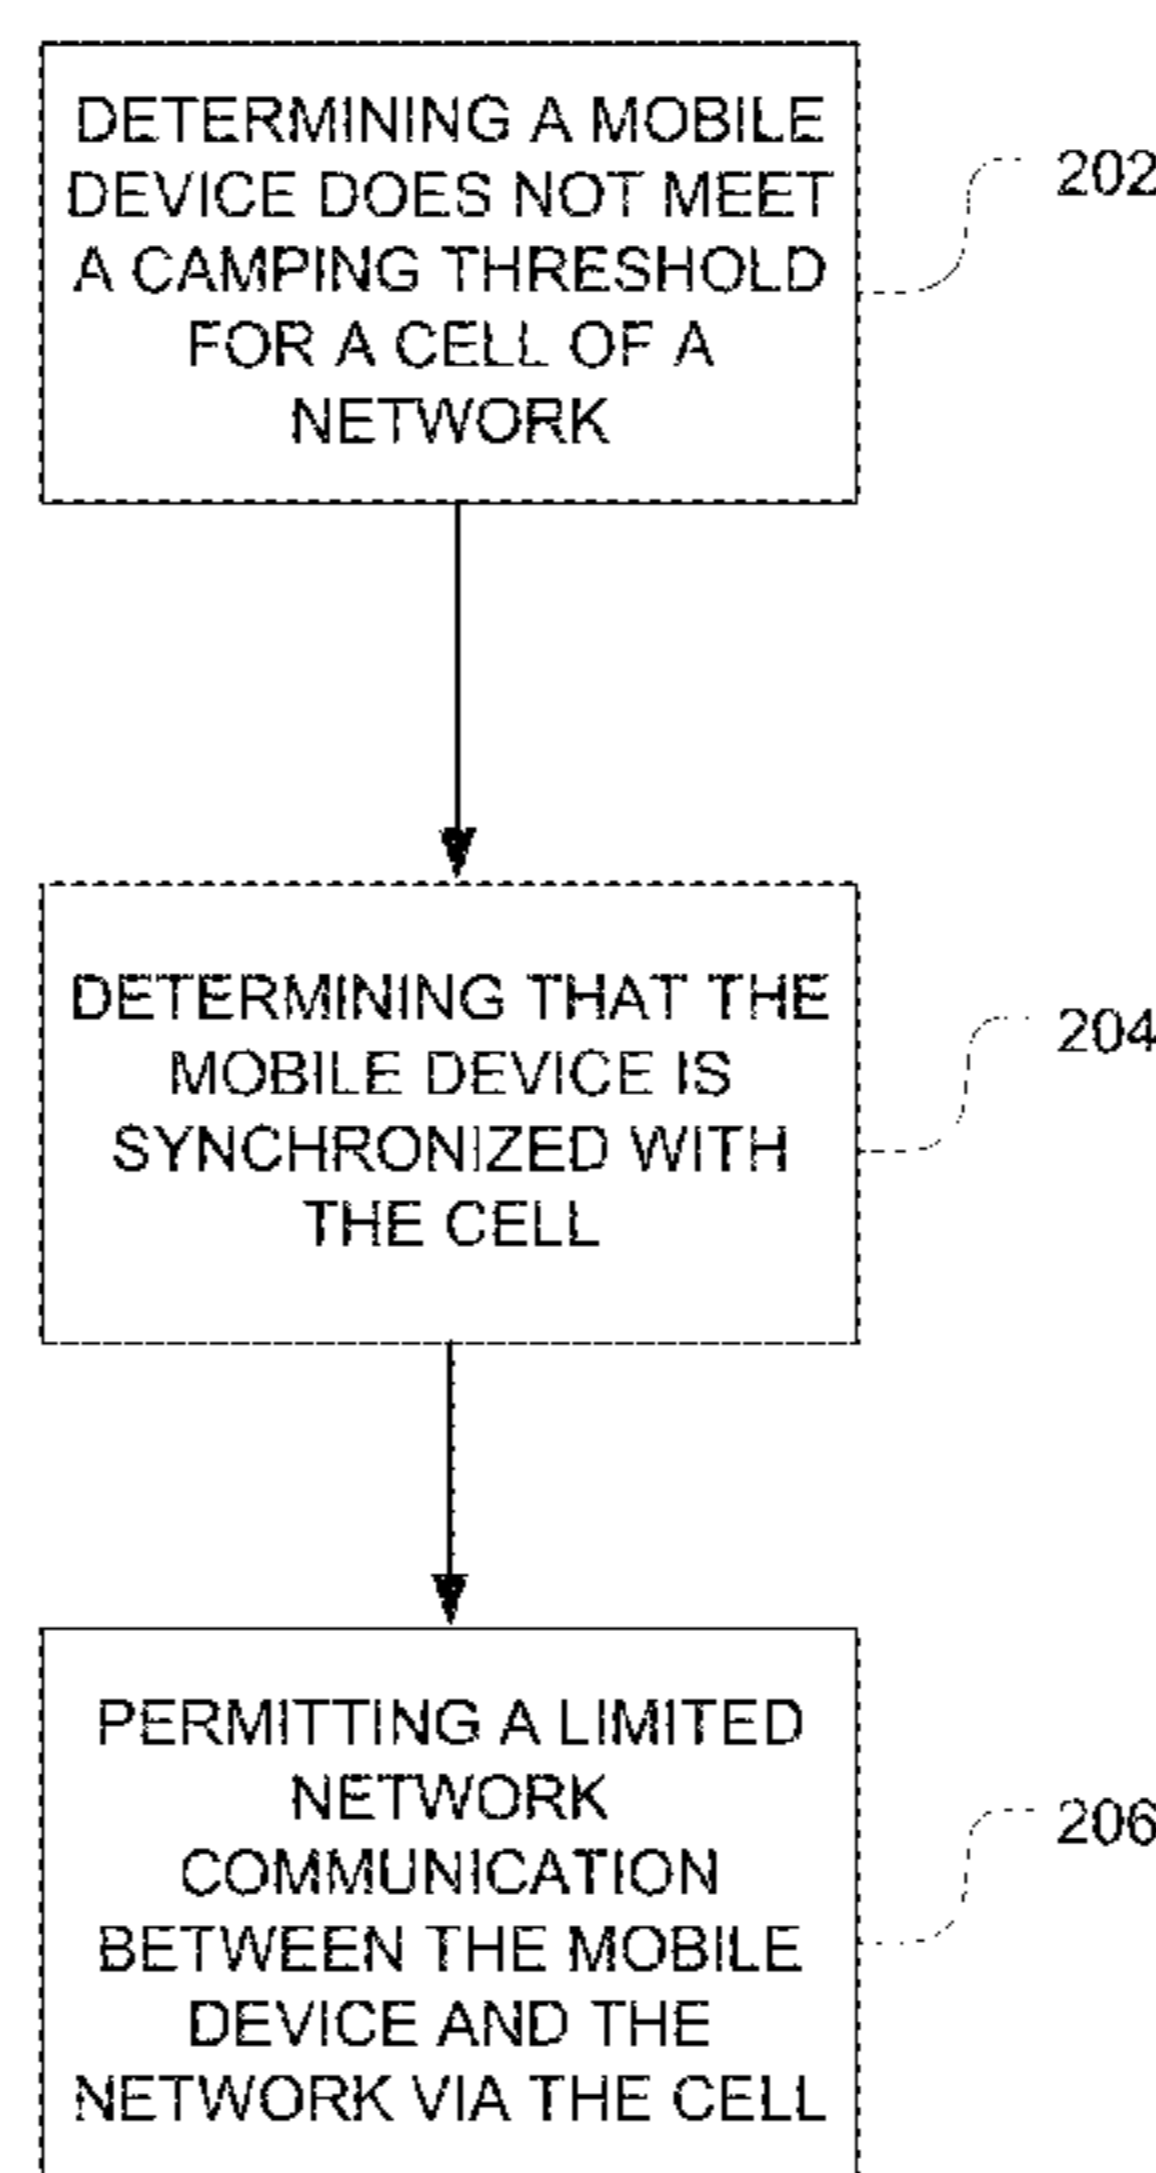 DETERMINING A MOBILE
DEVICE DOES NOT MEET
A CAMPING THRESHOLD
FOR A CELL OF A
NETWORK
202
DETERMINING THAT THE
MOBILE DEVICE IS
SYNCHRONIZED WITH
THE CELL
204
PERMITTING A LIMITED
NETWORK
COMMUNICATION
BETWEEN THE MOBILE
DEVICE AND THE
NETWORK VIA THE CELL
206